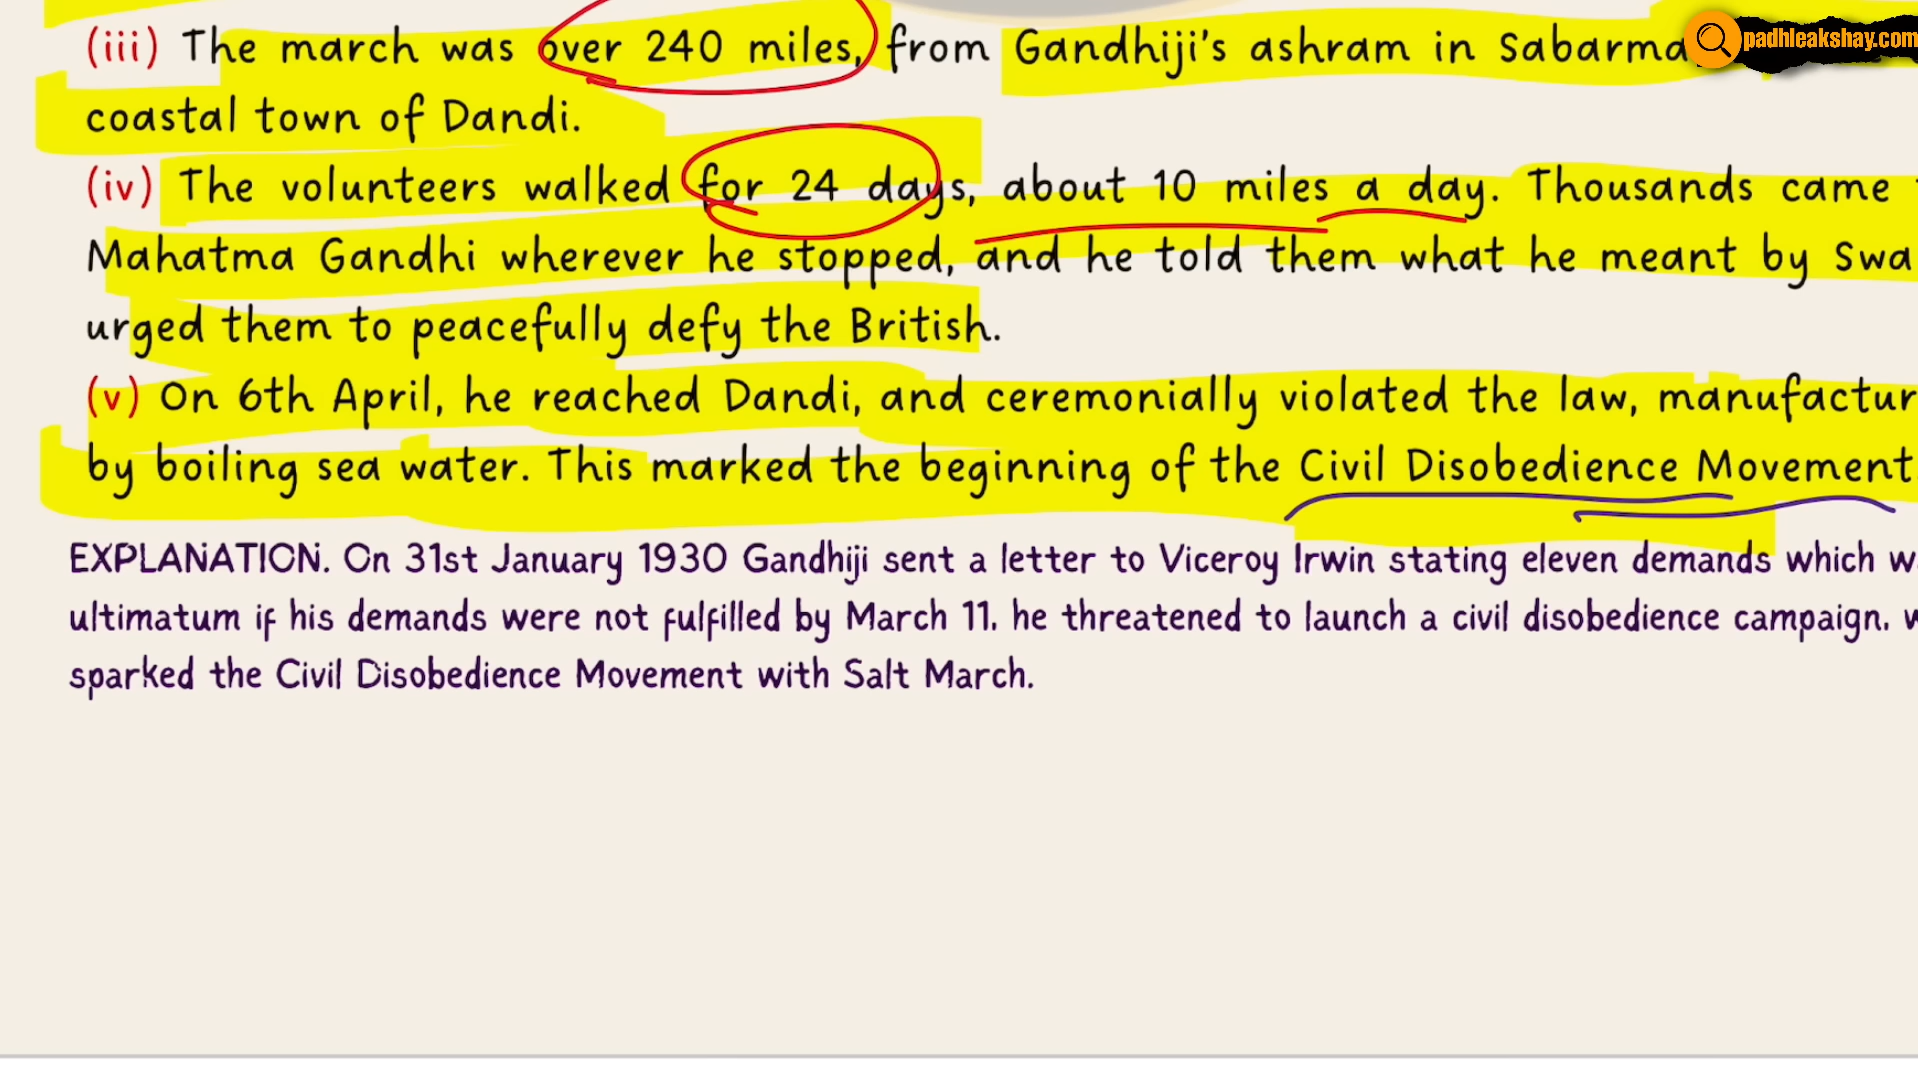 (iii) The march was over 240 miles, from Gandhiji's ashram in Sabarma
padhleakshay.com
coastal town of Dandi.
(iv) The volunteers walked for 24 days, about 10 miles a day. Thousands came
Mahatma Gandhi wherever he stopped, and he told them what he meant by Swa
urged them to peacefully defy the British.
(v) On 6th April, he reached Dandi, and ceremonially violated the law, manufactur
by boiling sea water. This marked the beginning of the Civil Disobedience Movement
EXPLANATION. On 31st January 1930 Gandhiji sent a letter to Viceroy Irwin stating eleven demands which w
ultimatum if his demands were not fulfilled by March 11. he threatened to launch a civil disobedience campaign.
sparked the Civil Disobedience Movement with Salt March.